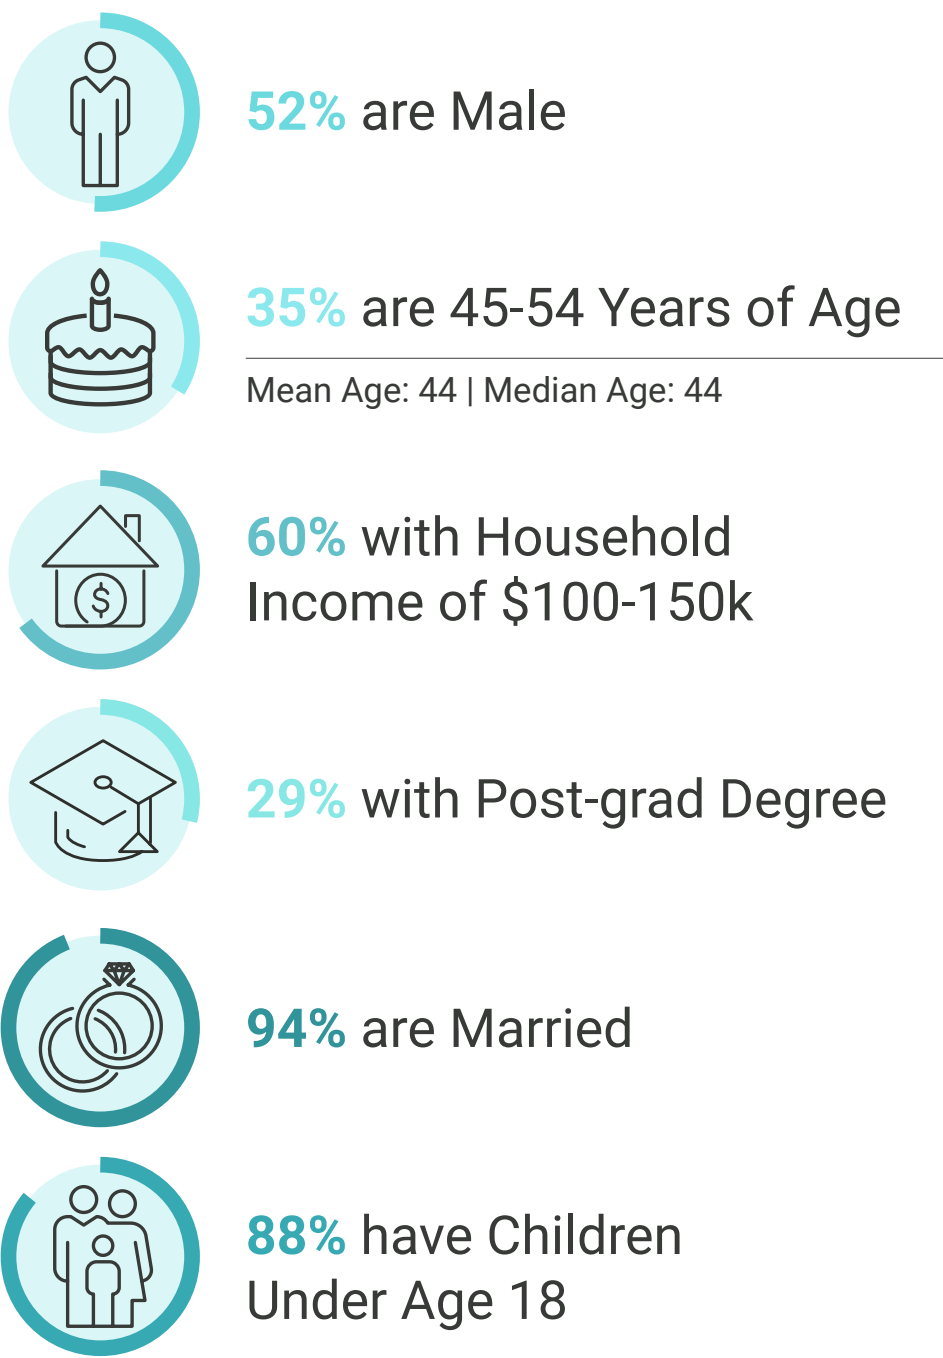 52% are Male
35% are 45-54 Years of Age
Mean Age: 44 | Median Age: 44
60% with Household
Income of $100-150k
$
29% with Post-grad Degree
94% are Married
88% have Children
Under Age 18